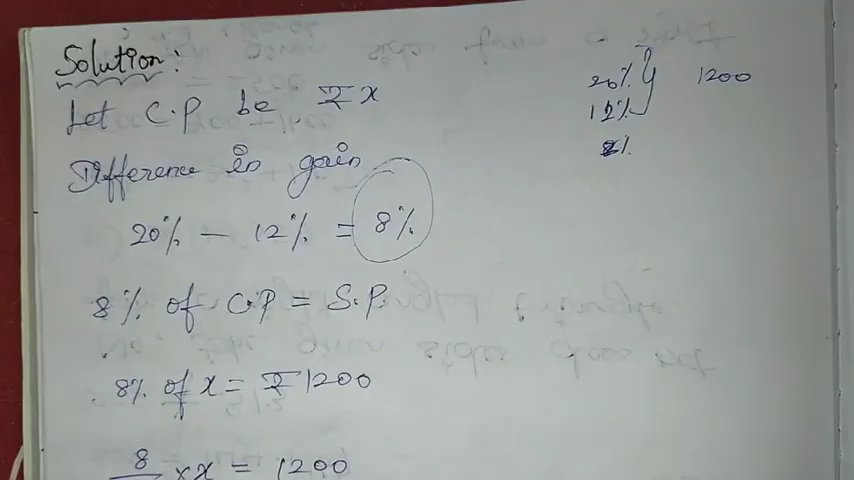 Solution:
Let C.P be ₹ x
Difference in gain
20% — 12% = 8%
8% of C.P = S.P.
8% of x = ₹ 1200
8 × x = 1200
20%
12%
8%
1200